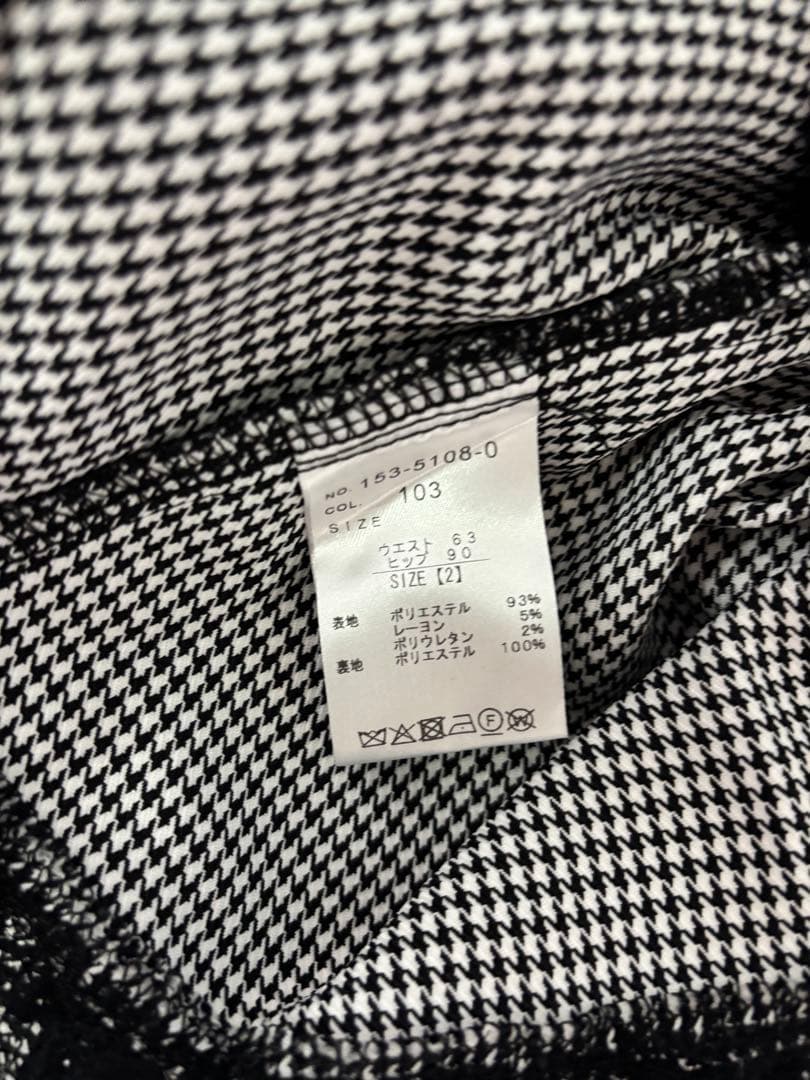 NO. 153-5108-0
COL. 103
SIZE
ウエスト 63
ヒップ 90
SIZE【2】
表地 ポリエステル 93%
レーヨン 5%
ポリウレタン 2%
裏地 ポリエステル 100%
F
W